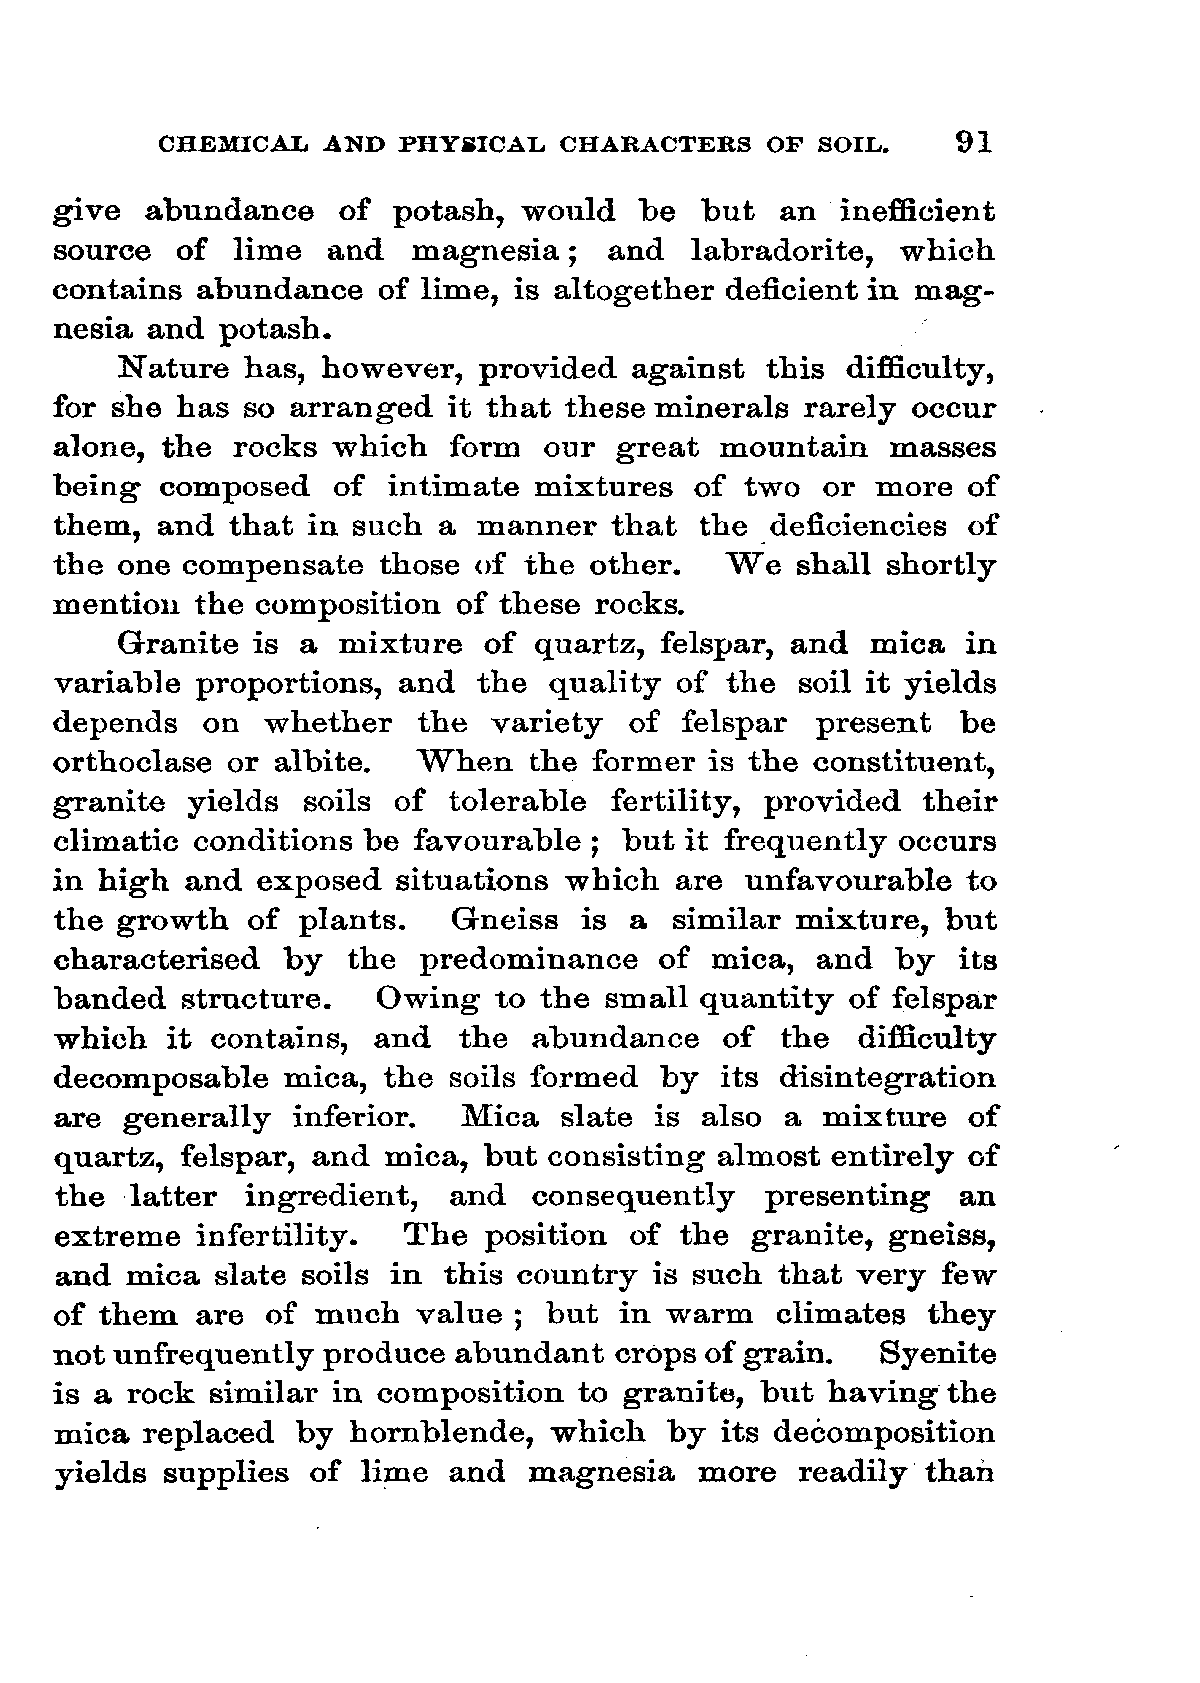 CHEMICAL AND PHYSICAL CHARACTERS OF SOIL. 91
give abundance of potash, would be but an inefficient
source of lime and magnesia; and labradorite, which
contains abundance of lime, is altogether deficient in mag-
nesia and potash.
Nature has, however, provided against this difficulty,
for she has so arranged it that these minerals rarely occur
alone, the rocks which form our great mountain masses
being composed of intimate mixtures of two or more of
them, and that in such a manner that the deficiencies of
the one compensate those of the other. We shall shortly
mention the composition of these rocks.
Granite is a mixture of quartz, felspar, and mica in
variable proportions, and the quality of the soil it yields
depends on whether the variety of felspar present be
orthoclase or albite. When the former is the constituent,
granite yields soils of tolerable fertility, provided their
climatic conditions be favourable; but it frequently occurs
in high and exposed situations which are unfavourable to
the growth of plants. Gneiss is a similar mixture, but
characterised by the predominance of mica, and by its
banded structure. Owing to the small quantity of felspar
which it contains, and the abundance of the difficulty
decomposable mica, the soils formed by its disintegration
are generally inferior. Mica slate is also a mixture of
quartz, felspar, and mica, but consisting almost entirely of
the latter ingredient, and consequently presenting an
extreme infertility. The position of the granite, gneiss,
and mica slate soils in this country is such that very few
of them are of much value; but in warm climates they
not unfrequently produce abundant crops of grain. Syenite
is a rock similar in composition to granite, but having the
mica replaced by hornblende, which by its decomposition
yields supplies of lime and magnesia more readily than